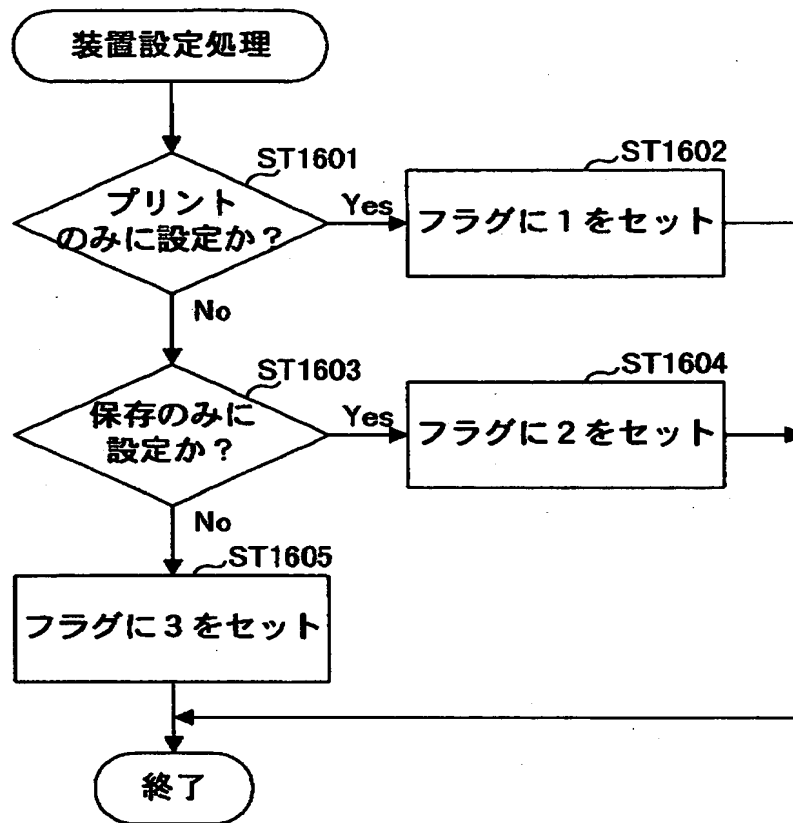 装置設定処理
ST1601
プリント
のみに設定か？
Yes
ST1602
フラグに１をセット
No
ST1603
保存のみに
設定か？
Yes
ST1604
フラグに２をセット
No
ST1605
フラグに３をセット
終了